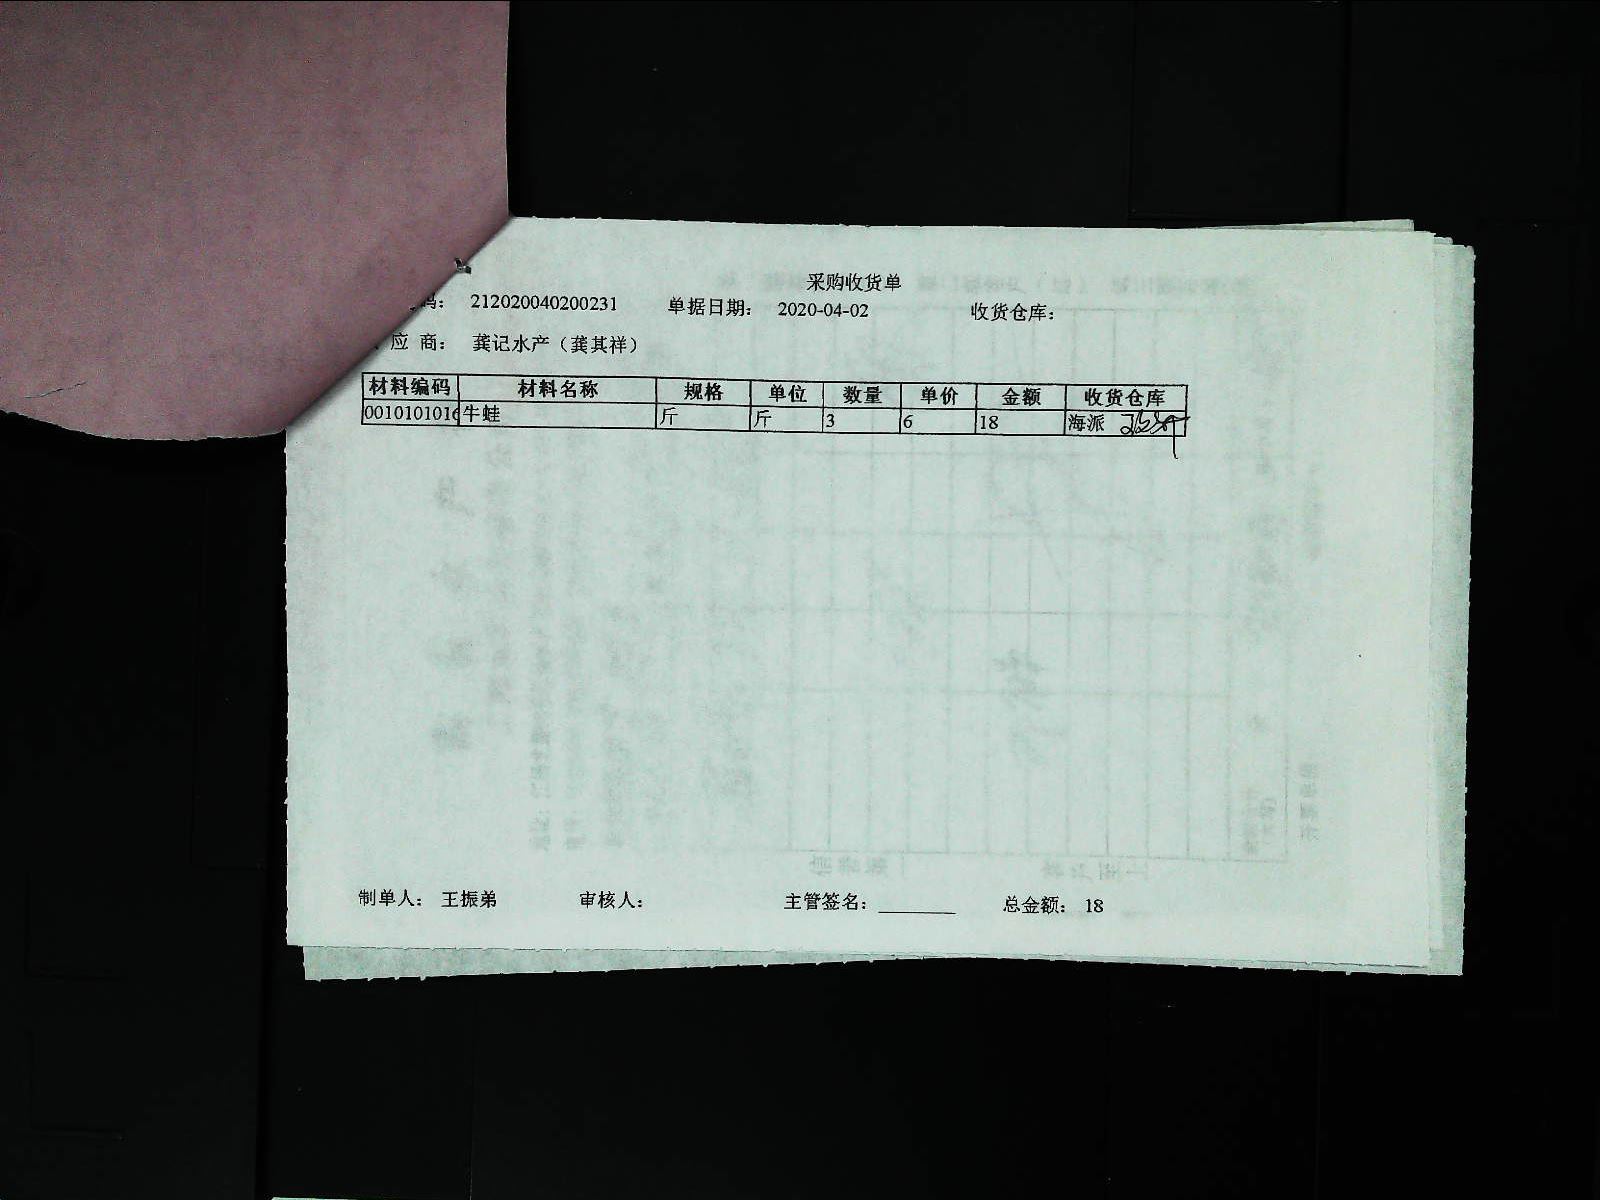 采购收货单
码： 212020040200231 单据日期： 2020-04-02 收货仓库：
应 商： 龚记水产（龚其祥）
材料编码 材料名称 规格 单位 数量 单价 金额 收货仓库
0010101016 牛蛙 斤 斤 3 6 18 海派
制单人： 王振弟 审核人： 主管签名： 总金额： 18